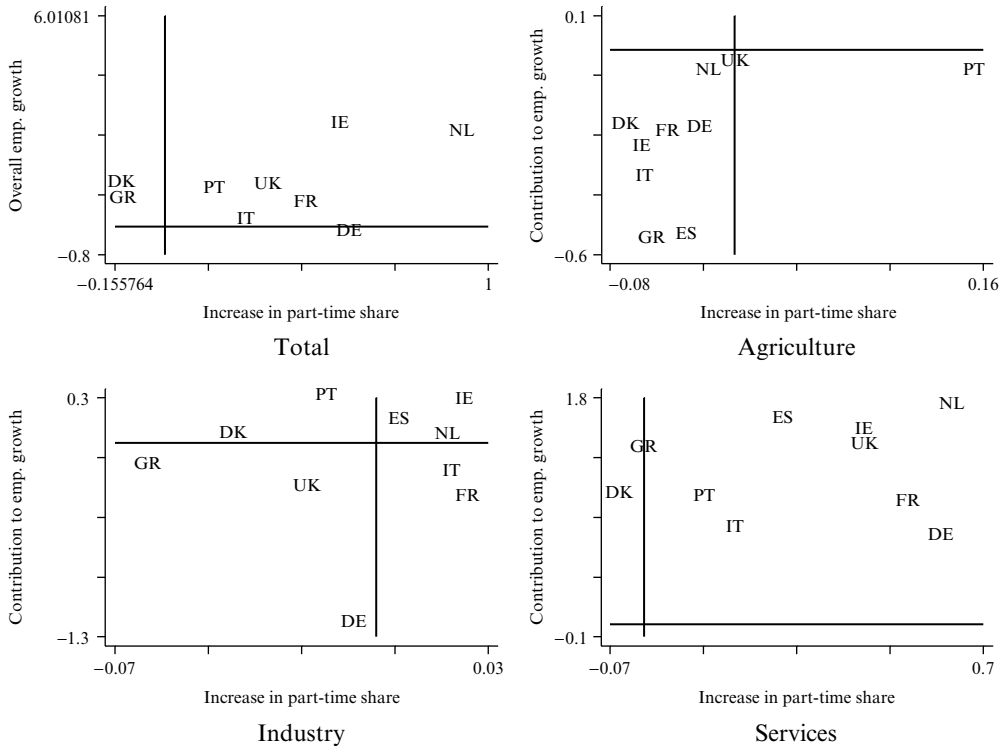 6.01081
Overall emp. growth
IE
NL
DK
GR
PT
UK
FR
IT
DE
−0.8
−0.155764
1
Increase in part-time share
Total
0.1
Contribution to emp. growth
UK
NL
PT
DK
FR
DE
IE
IT
GR
ES
−0.6
−0.08
0.16
Increase in part-time share
Agriculture
0.3
Contribution to emp. growth
PT
IE
ES
DK
NL
GR
IT
UK
FR
DE
−1.3
−0.07
0.03
Increase in part-time share
Industry
1.8
Contribution to emp. growth
NL
ES
IE
UK
GR
DK
PT
FR
IT
DE
−0.1
−0.07
0.7
Increase in part-time share
Services